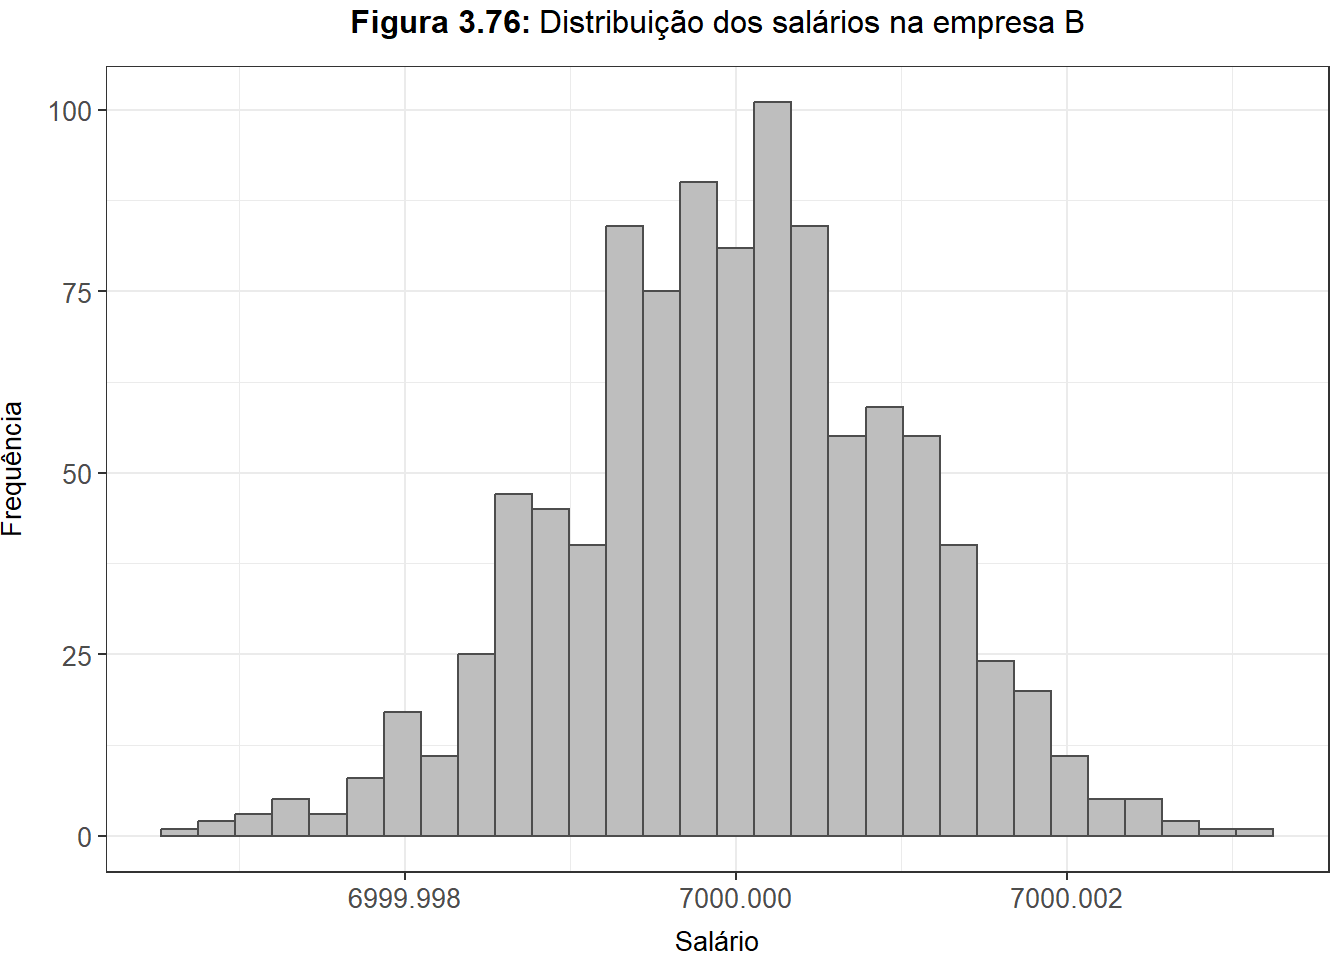 Figura 3.76: Distribuição dos salários na empresa B
100
75
50
25
0
Frequência
6999.998
7000.000
7000.002
Salário